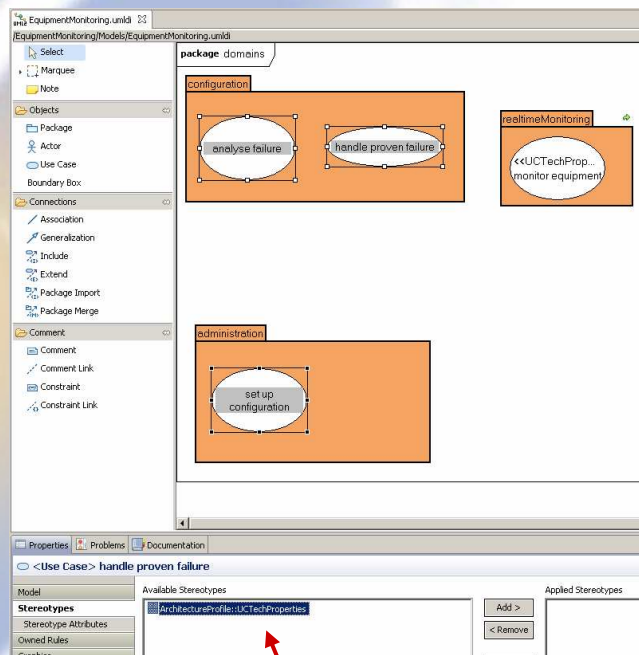 EquipmentMonitoring.umldi
/EquipmentMonitoring/Models/EquipmentMonitoring.umldi
Select
Marquee
Note
Objects
Package
Actor
Use Case
Boundary Box
Connections
Association
Generalization
Include
Extend
Package Import
Package Merge
Comment
Comment
Comment Link
Constraint
Constraint Link
package domains
configuration
analyse failure
handle proven failure
realtimeMonitoring
<<UCTechProp...
monitor equipment
administration
set up
configuration
Properties
Problems
Documentation
<Use Case> handle proven failure
Model
Stereotypes
Stereotype Attributes
Owned Rules
Graphics
Available Stereotypes
ArchitectureProfile::UCTechProperties
Add >
< Remove
Applied Stereotypes